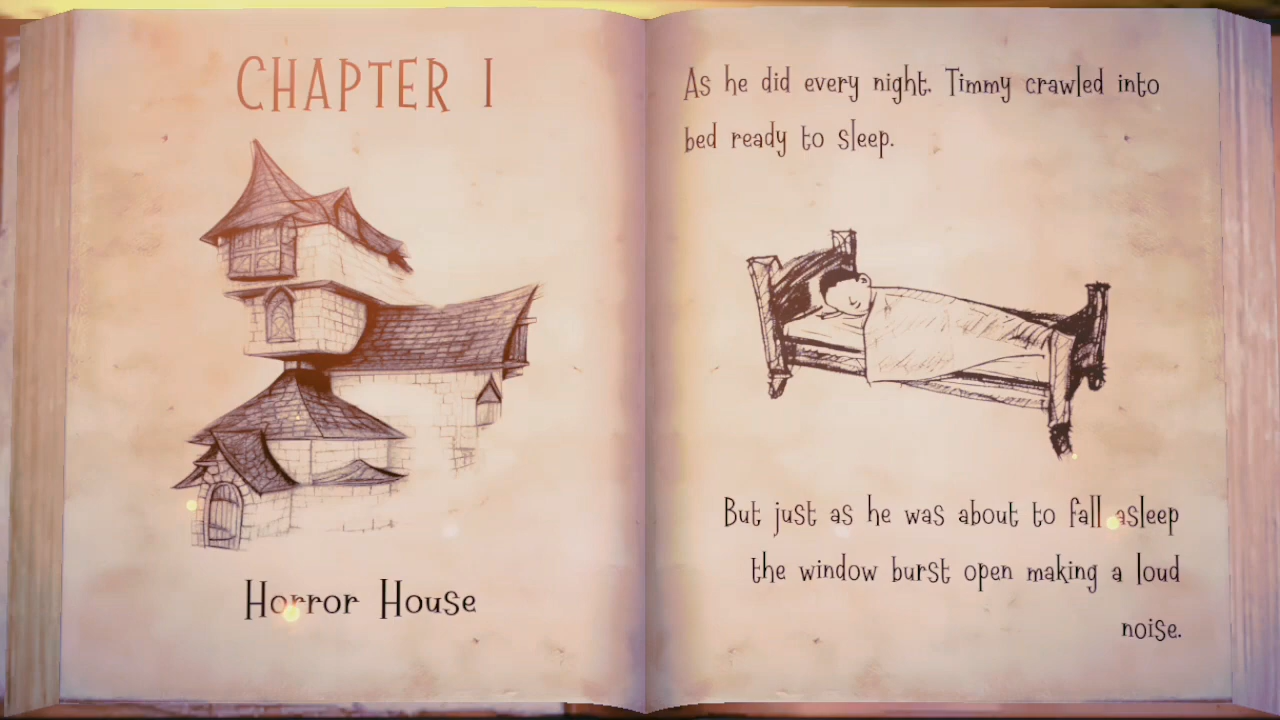 CHAPTER I
Horror House
As he did every night. Timmy crawled into
bed ready to sleep.
But just as he was about to fall asleep
the window burst open making a loud
noise.